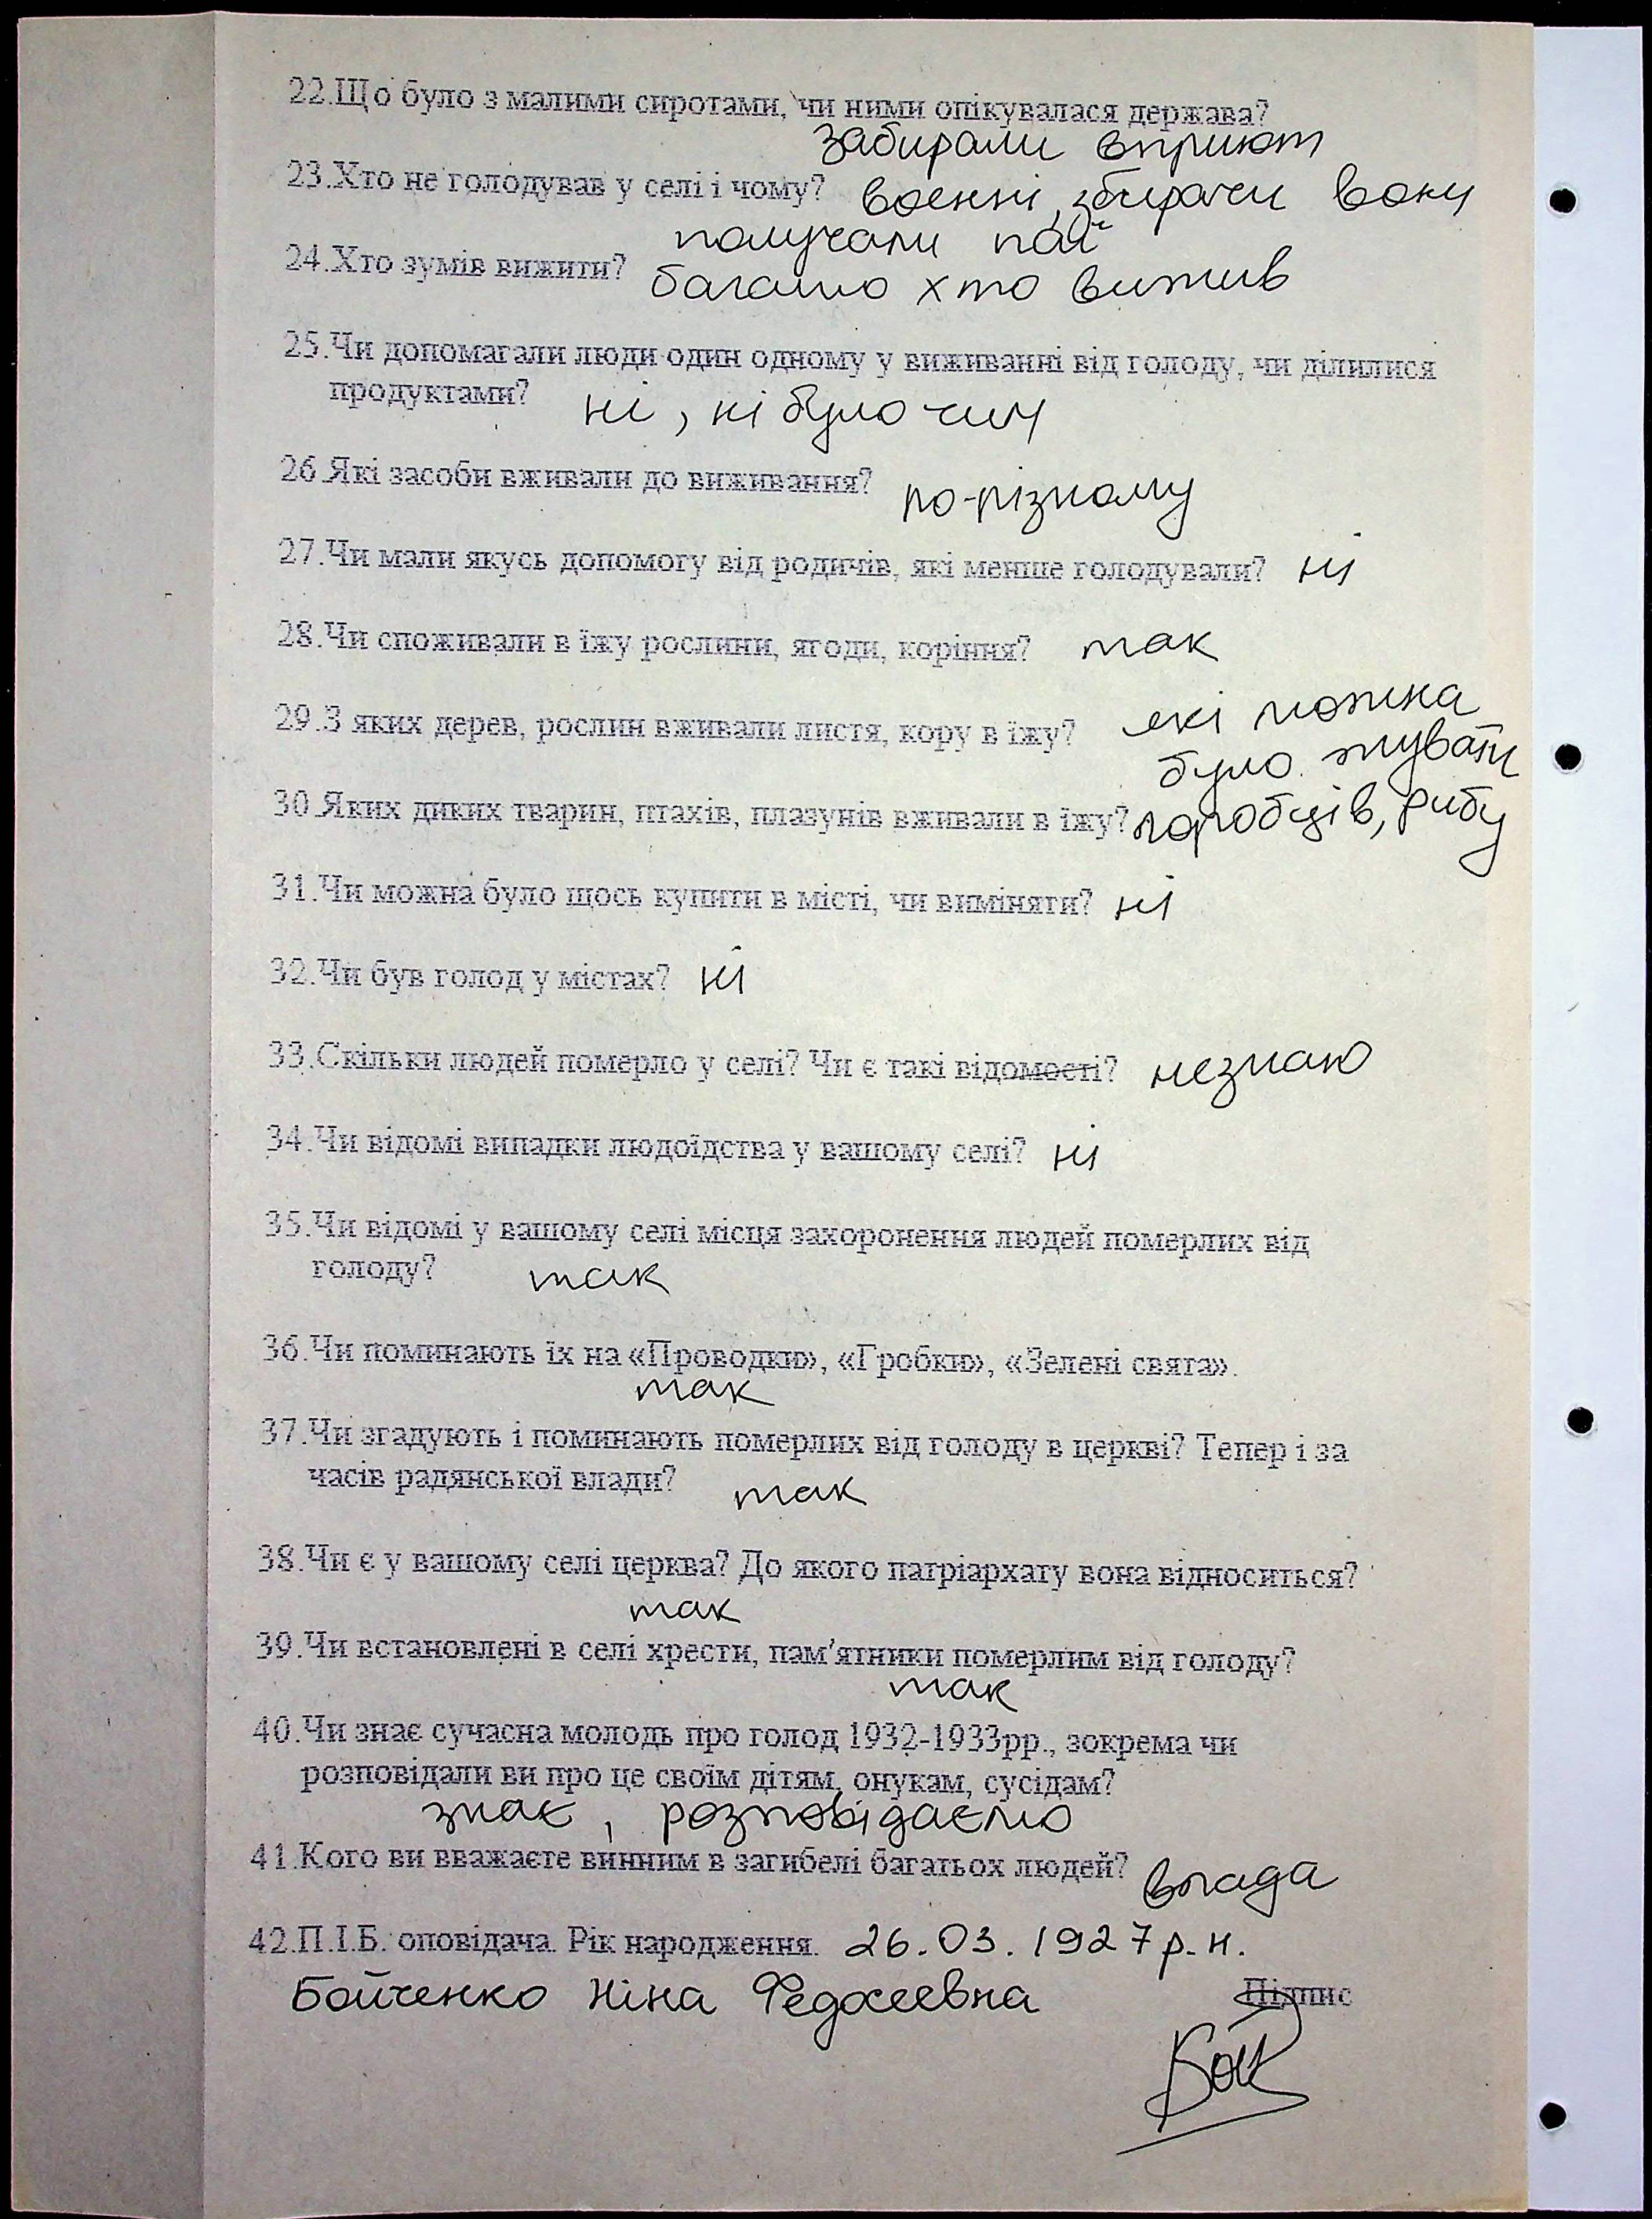 22.Що було з малими сиротами, чи ними опікувалася держава?
забирали вприют
23.Хто не голодував у селі і чому? военні, збирачи вони
получали пай
24.Хто зумів вижити? багато хто вижив
25.Чи допомагали люди один одному у виживанні від голоду, чи ділилися
продуктами? ні, ні було чим
26.Які засоби вживали до виживання? по-різному
27.Чи мали якусь допомогу від родичів, які менше голодували? ні
28.Чи споживали в їжу рослини, ягоди, коріння? так
29.З яких дерев, рослин вживали листя, кору в їжу? які можна
було жувати
30.Яких диких тварин, птахів, плазунів вживали в їжу? горобців, рибу
31.Чи можна було щось купити в місті, чи виміняти? ні
32.Чи був голод у містах? ні
33.Скільки людей померло у селі? Чи є такі відомості? незнаю
34.Чи відомі випадки людоїдства у вашому селі? ні
35.Чи відомі у вашому селі місця захоронення людей померлих від
голоду? так
36.Чи поминають їх на «Проводки», «Гробки», «Зелені свята».
так
37.Чи згадують і поминають померлих від голоду в церкві? Тепер і за
часів радянської влади? так
38.Чи є у вашому селі церква? До якого патріархату вона відноситься?
так
39.Чи встановлені в селі хрести, пам’ятники померлим від голоду?
так
40.Чи знає сучасна молодь про голод 1932-1933рр., зокрема чи
розповідали ви про це своїм дітям, онукам, сусідам?
знає, розповідаємо
41.Кого ви вважаєте винним в загибелі багатьох людей? влада
42.П.І.Б. оповідача. Рік народження. 26.03.1927р.н.
Бойченко Ніна Федосеевна Підпис
Бой